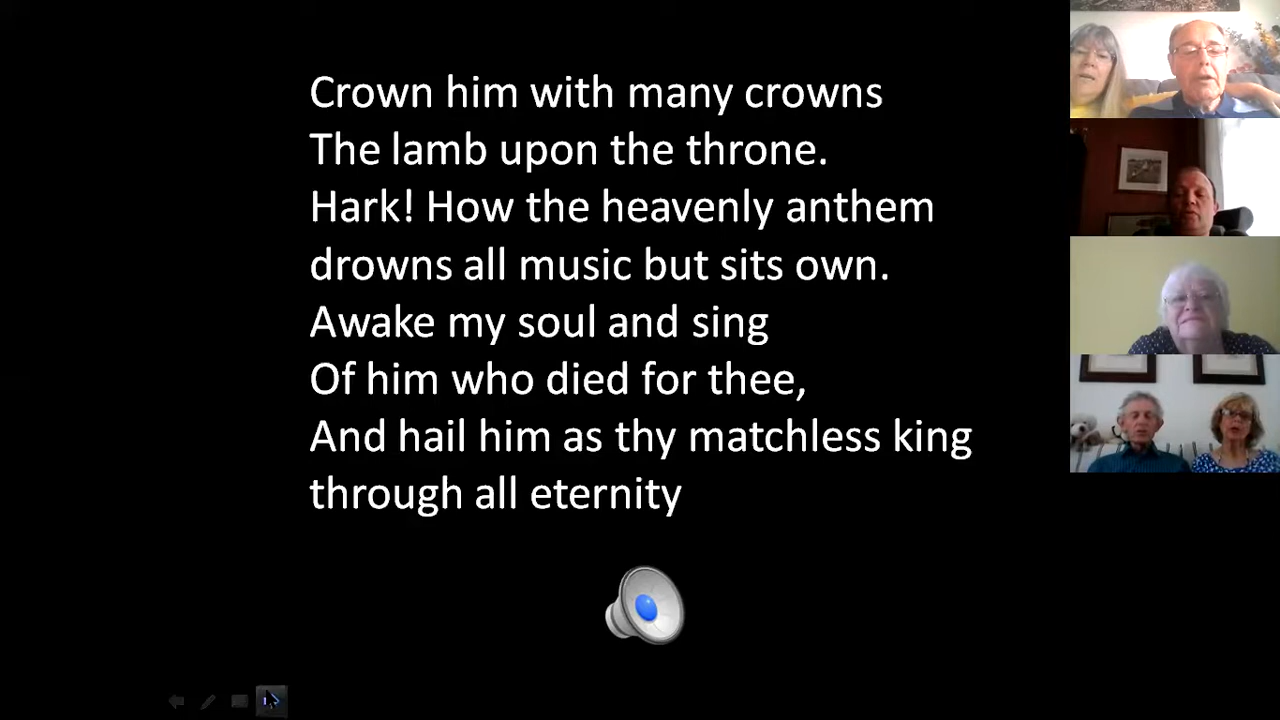 Crown him with many crowns
The lamb upon the throne.
Hark! How the heavenly anthem
drowns all music but sits own.
Awake my soul and sing
Of him who died for thee,
And hail him as thy matchless king
through all eternity